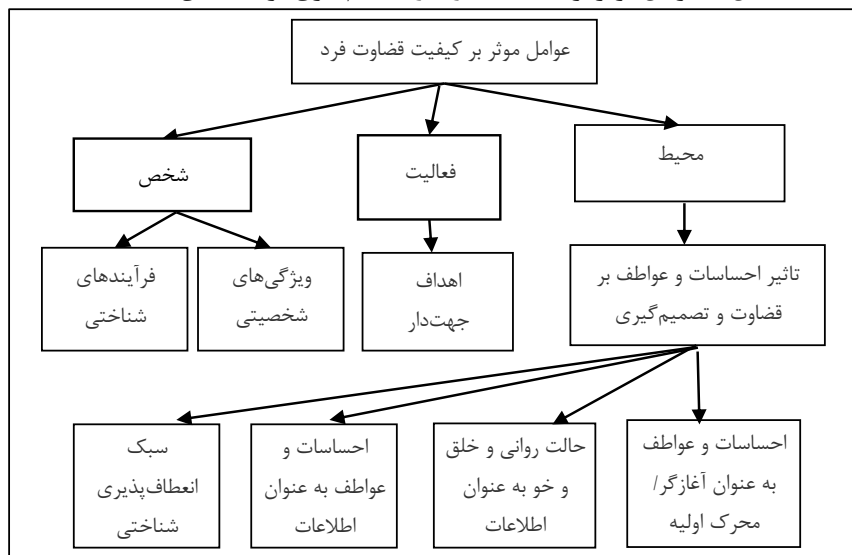 عوامل موثر بر کیفیت قضاوت فرد
محیط
فعالیت
شخص
تاثیر احساسات و عواطف بر
قضاوت و تصمیم‌گیری
اهداف
جهت‌دار
ویژگی‌های
شخصیتی
فرآیندهای
شناختی
احساسات و عواطف
به عنوان آغازگر/
محرک اولیه
حالت روانی و خلق
و خو به عنوان
اطلاعات
احساسات و
عواطف به عنوان
اطلاعات
سبک
انعطاف‌پذیری
شناختی